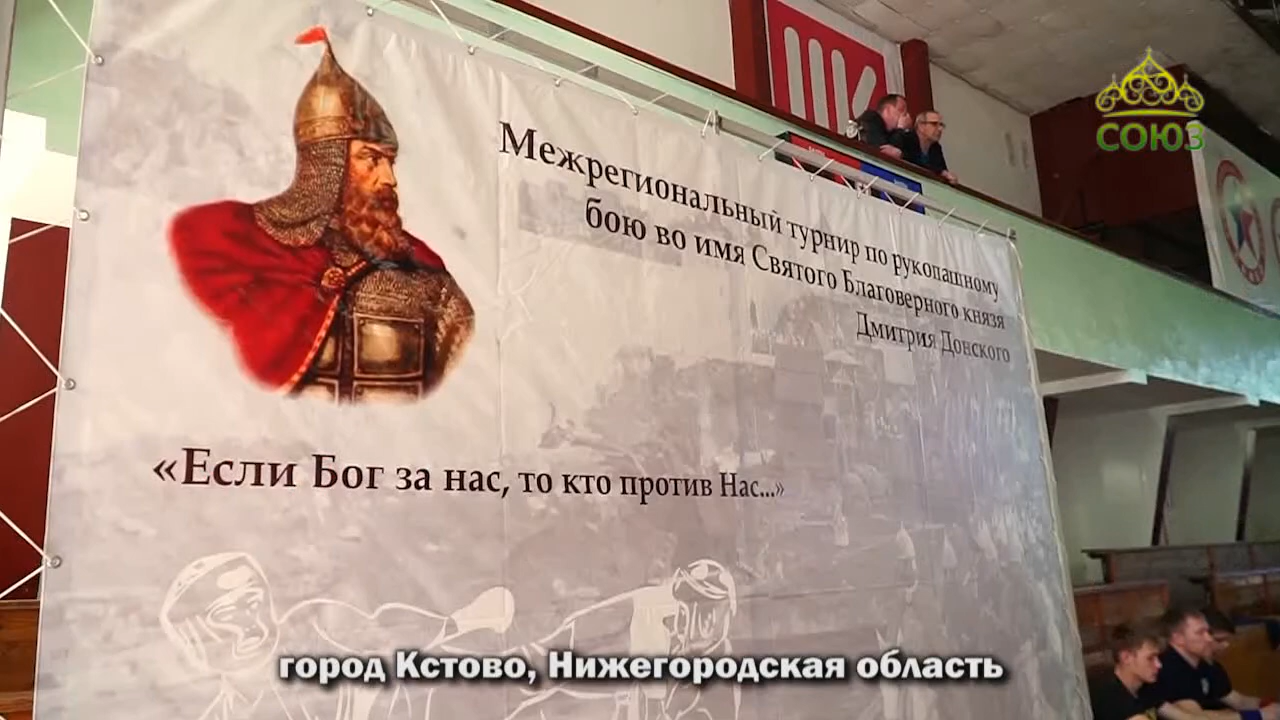 СОЮЗ
Межрегиональный турнир по рукопашному
бою во имя Святого Благоверного князя
Дмитрия Донского
«Если Бог за нас, то кто против Нас...»
город Кстово, Нижегородская область